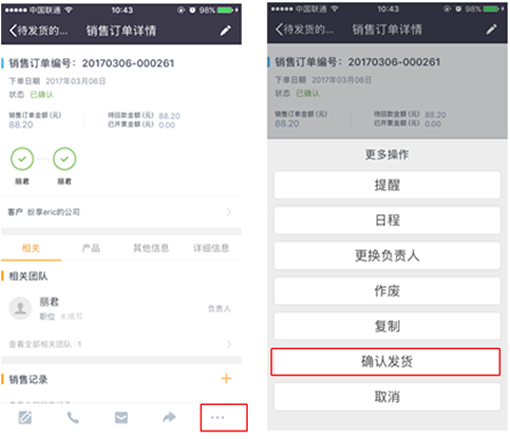 中国联通
10:43
98%
待发货的...
销售订单详情
销售订单编号：20170306-000261
下单日期 2017年03月06日
状态 已确认
销售订单金额(元)
88.20
待回款金额(元) 88.20
已开票金额(元) 0.00
丽君
丽君
客户 纷享eric的公司
相关
产品
其他信息
详细信息
相关团队
丽君
职位 未填写
负责人
查看全部相关团队：1
销售记录
中国联通
10:43
98%
待发货的...
销售订单详情
销售订单编号：20170306-000261
下单日期 2017年03月06日
状态 已确认
销售订单金额(元)
88.20
待回款金额(元) 88.20
已开票金额(元) 0.00
更多操作
提醒
日程
更换负责人
作废
复制
确认发货
取消